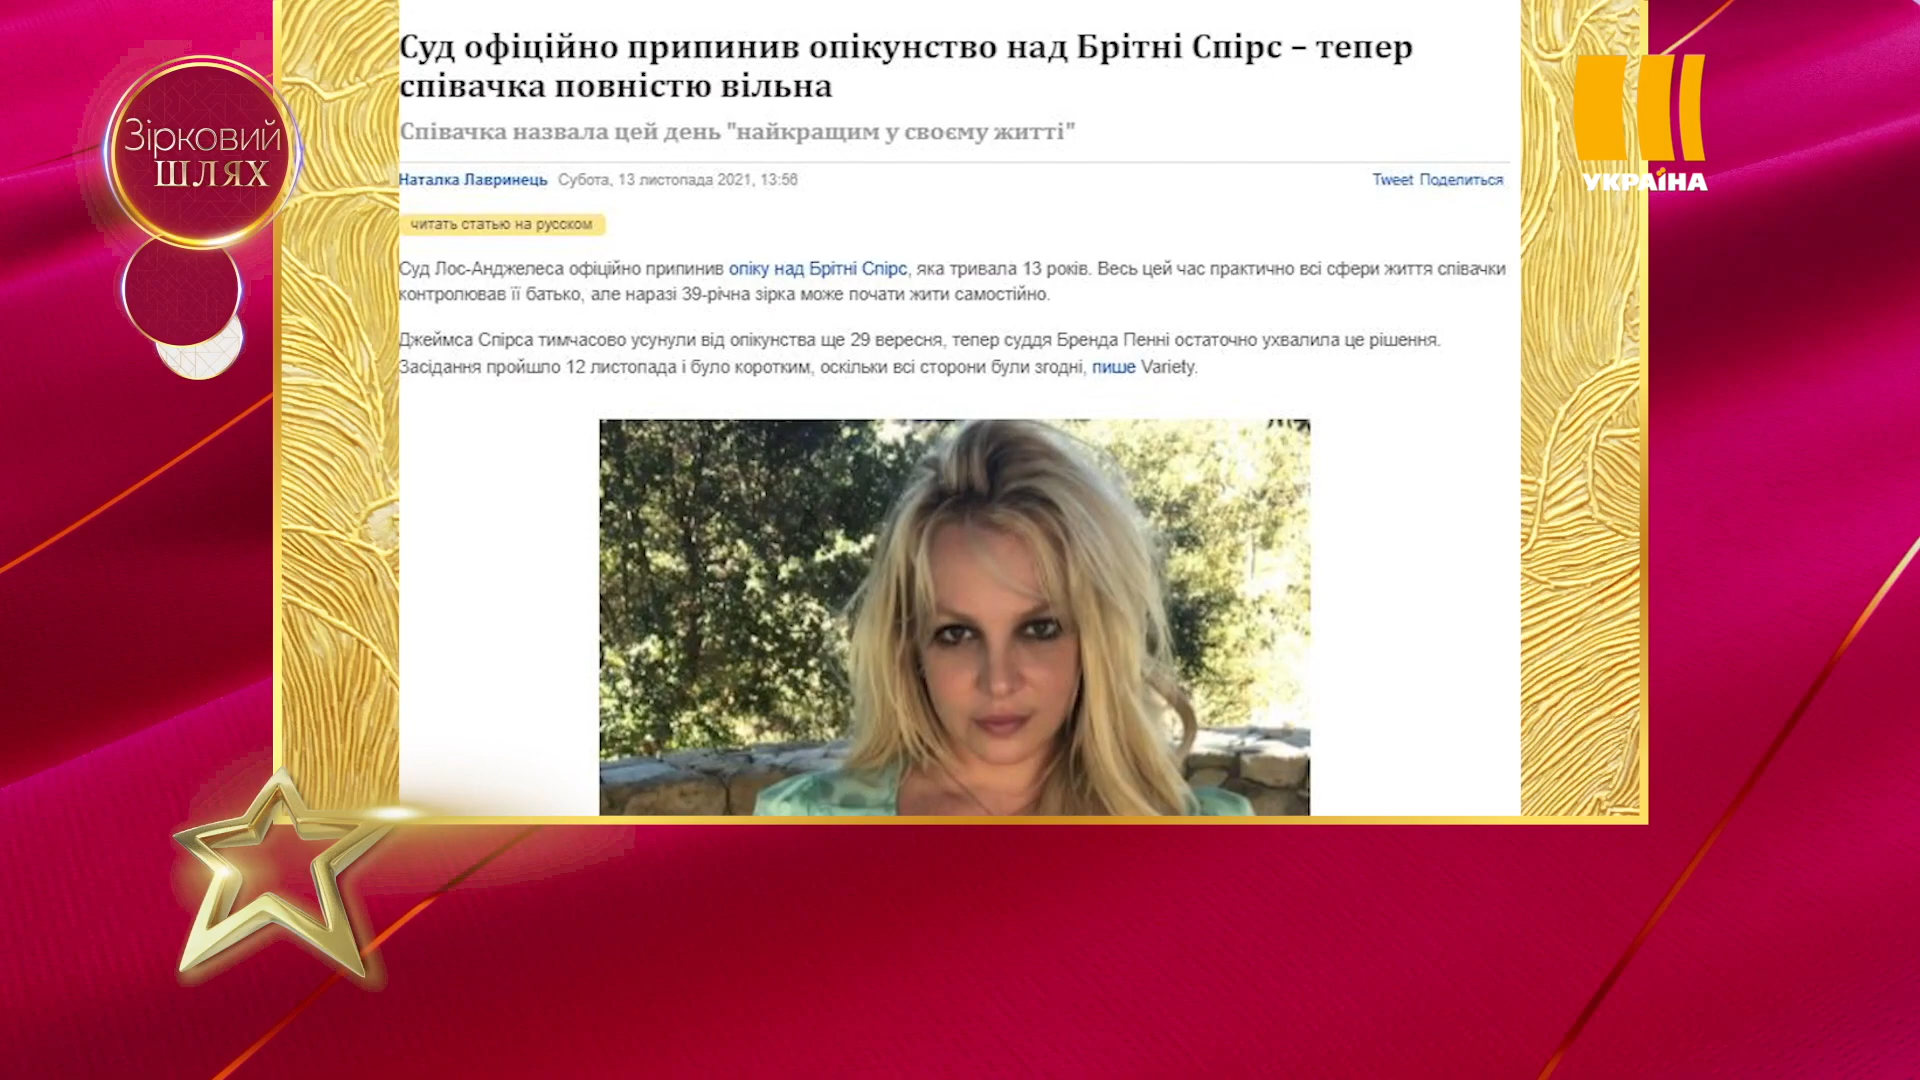 Суд офіційно припинив опікунство над Брітні Спірс – тепер
співачка повністю вільна
Співачка назвала цей день "найкращим у своєму житті"
Наталка Лавринець Субота, 13 листопада 2021, 13:56
Tweet Поделиться
читать статью на русском
Суд Лос-Анджелеса офіційно припинив опіку над Брітні Спірс, яка тривала 13 років. Весь цей час практично всі сфери життя співачки
контролював її батько, але наразі 39-річна зірка може почати жити самостійно.
Джеймса Спірса тимчасово усунули від опікунства ще 29 вересня, тепер суддя Бренда Пенні остаточно ухвалила це рішення.
Засідання пройшло 12 листопада і було коротким, оскільки всі сторони були згодні, пише Variety.
Зірковий
ШЛЯХ
УКРАЇНА